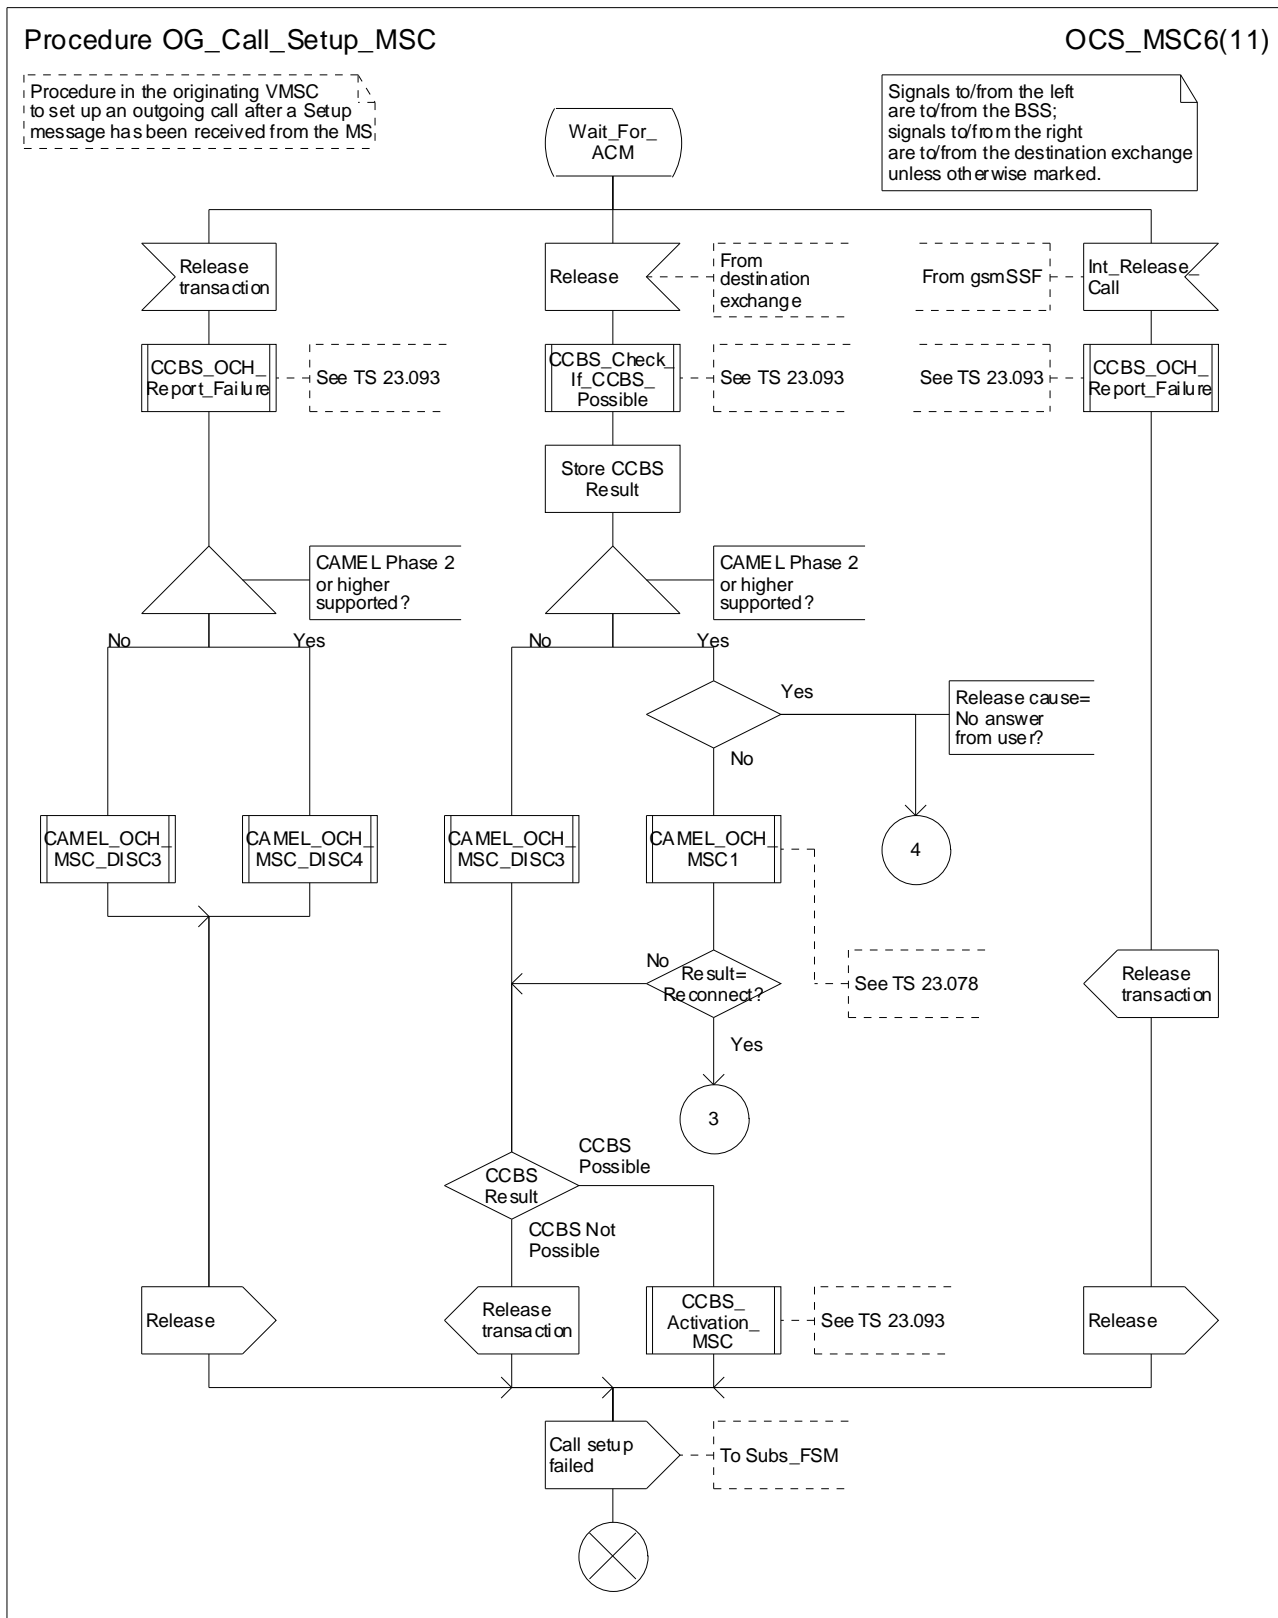 Procedure OG_Call_Setup_MSC
OCS_MSC6(11)
Procedure in the originating VMSC
to set up an outgoing call after a Setup
message has been received from the MS
Signals to/from the left
are to/from the BSS;
signals to/from the right
are to/from the destination exchange
unless otherwise marked.
Wait_For_
ACM
Release
transaction
Release
From
destination
exchange
From gsmSSF
Int_Release_
Call
CCBS_OCH_
Report_Failure
See TS 23.093
CCBS_Check_
If_CCBS_
Possible
See TS 23.093
See TS 23.093
CCBS_OCH_
Report_Failure
Store CCBS
Result
CAMEL Phase 2
or higher
supported?
CAMEL Phase 2
or higher
supported?
No
Yes
No
Yes
Yes
Release cause=
No answer
from user?
No
CAMEL_OCH_
MSC_DISC3
CAMEL_OCH_
MSC_DISC4
CAMEL_OCH_
MSC_DISC3
CAMEL_OCH_
MSC1
4
No
Result=
Reconnect?
See TS 23.078
Release
transaction
Yes
3
CCBS
Possible
CCBS
Result
CCBS Not
Possible
Release
Release
transaction
CCBS_
Activation_
MSC
See TS 23.093
Release
Call setup
failed
To Subs_FSM